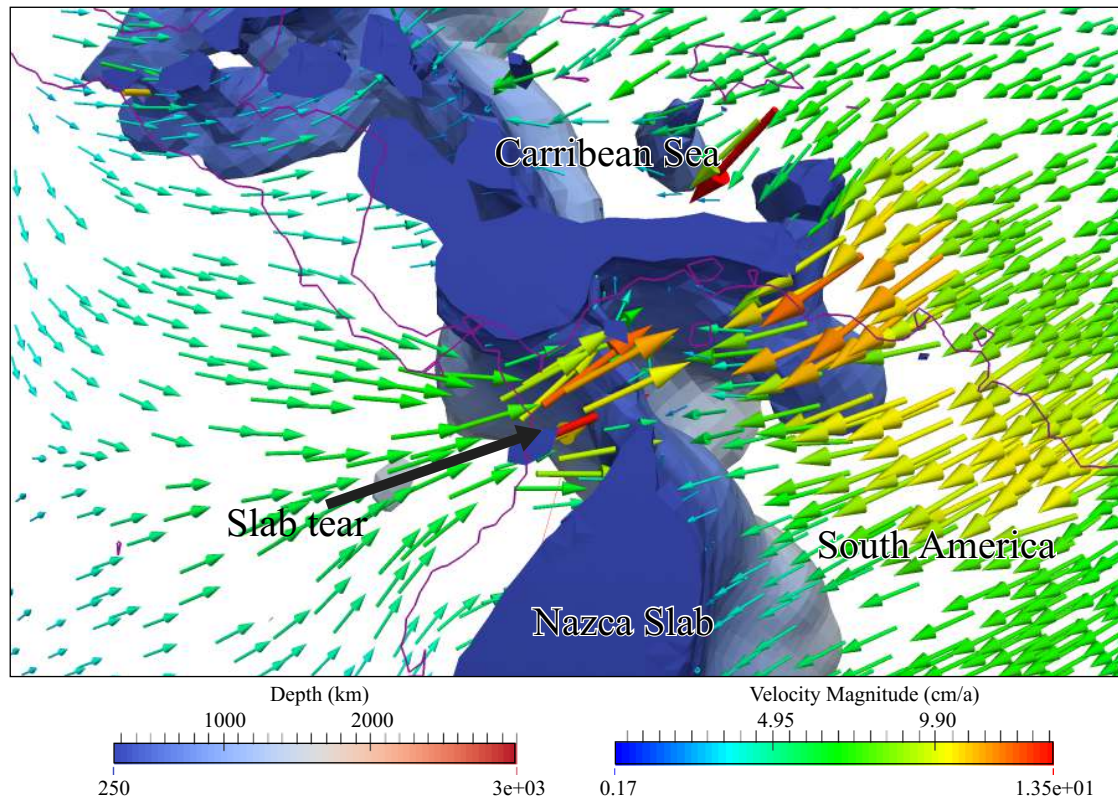 Carribean Sea
Slab tear
South America
Nazca Slab
Depth (km)
1000 2000
250 3e+03
Velocity Magnitude (cm/a)
4.95 9.90
0.17 1.35e+01